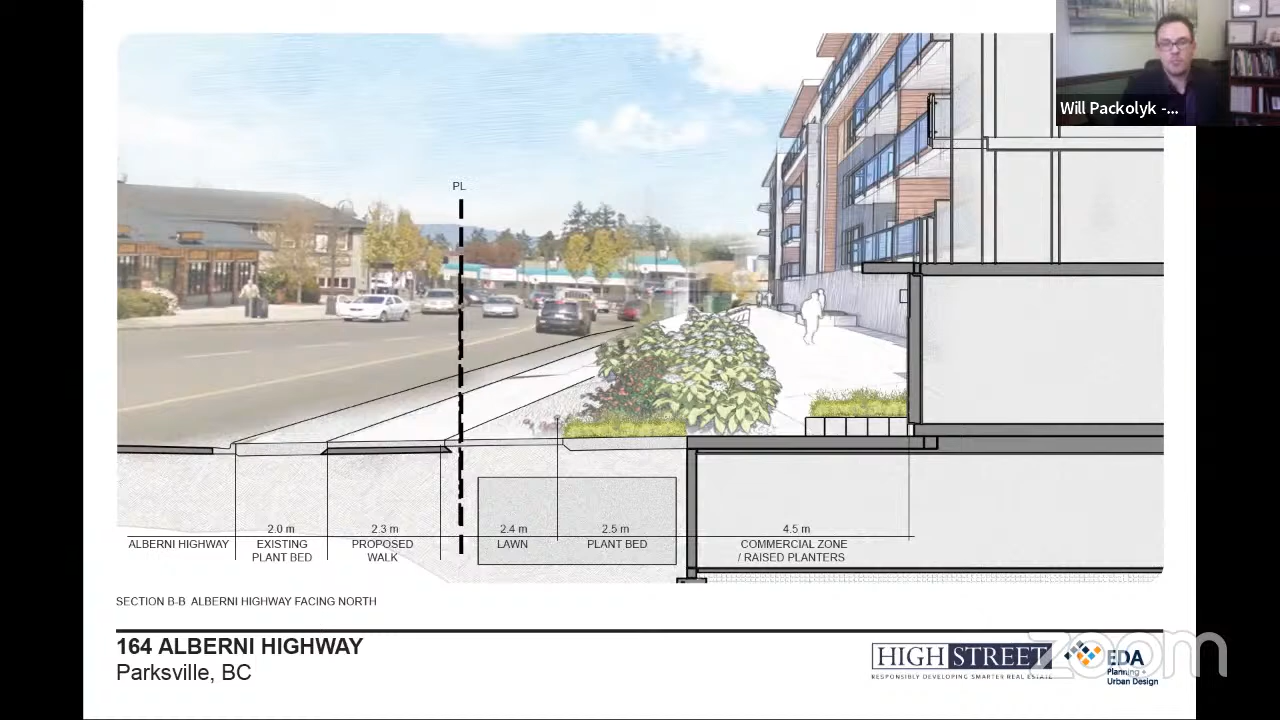 Will Packolyk -...
PL
2.0 m
2.3 m
2.4 m
2.5 m
4.5 m
ALBERNI HIGHWAY
EXISTING
PLANT BED
PROPOSED
WALK
LAWN
PLANT BED
COMMERCIAL ZONE
/ RAISED PLANTERS
SECTION B-B ALBERNI HIGHWAY FACING NORTH
164 ALBERNI HIGHWAY
Parksville, BC
HIGH STREET
RESPONSIBLY DEVELOPING SMARTER REAL ESTATE
zoom
EDA
Planning +
Urban Design